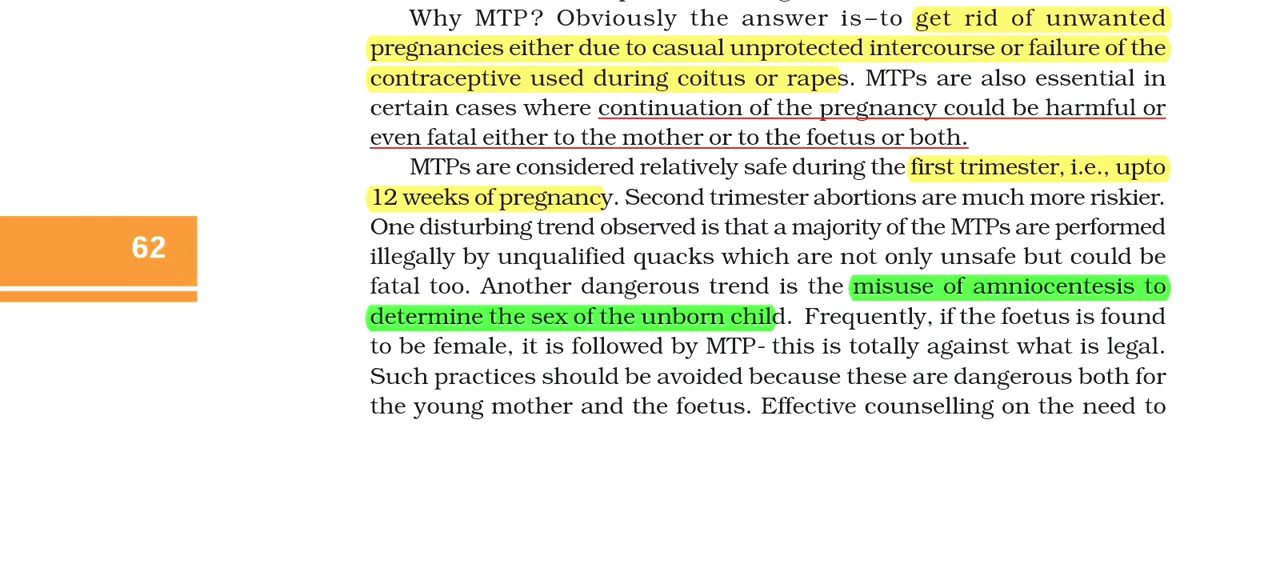 Why MTP? Obviously the answer is–to get rid of unwanted
pregnancies either due to casual unprotected intercourse or failure of the
contraceptive used during coitus or rapes. MTPs are also essential in
certain cases where continuation of the pregnancy could be harmful or
even fatal either to the mother or to the foetus or both.
MTPs are considered relatively safe during the first trimester, i.e., upto
12 weeks of pregnancy. Second trimester abortions are much more riskier.
One disturbing trend observed is that a majority of the MTPs are performed
illegally by unqualified quacks which are not only unsafe but could be
62
fatal too. Another dangerous trend is the misuse of amniocentesis to
determine the sex of the unborn child. Frequently, if the foetus is found
to be female, it is followed by MTP- this is totally against what is legal.
Such practices should be avoided because these are dangerous both for
the young mother and the foetus. Effective counselling on the need to